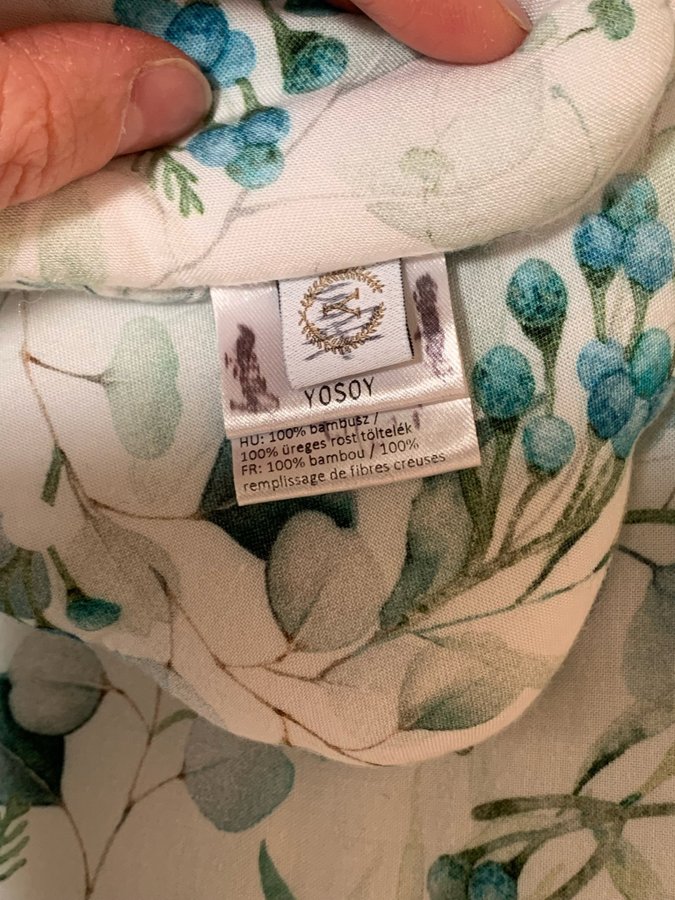 Y
YOSOY
HU: 100% bambusz /
100% üreges rost töltelék
FR: 100% bambou / 100%
remplissage de fibres creuses